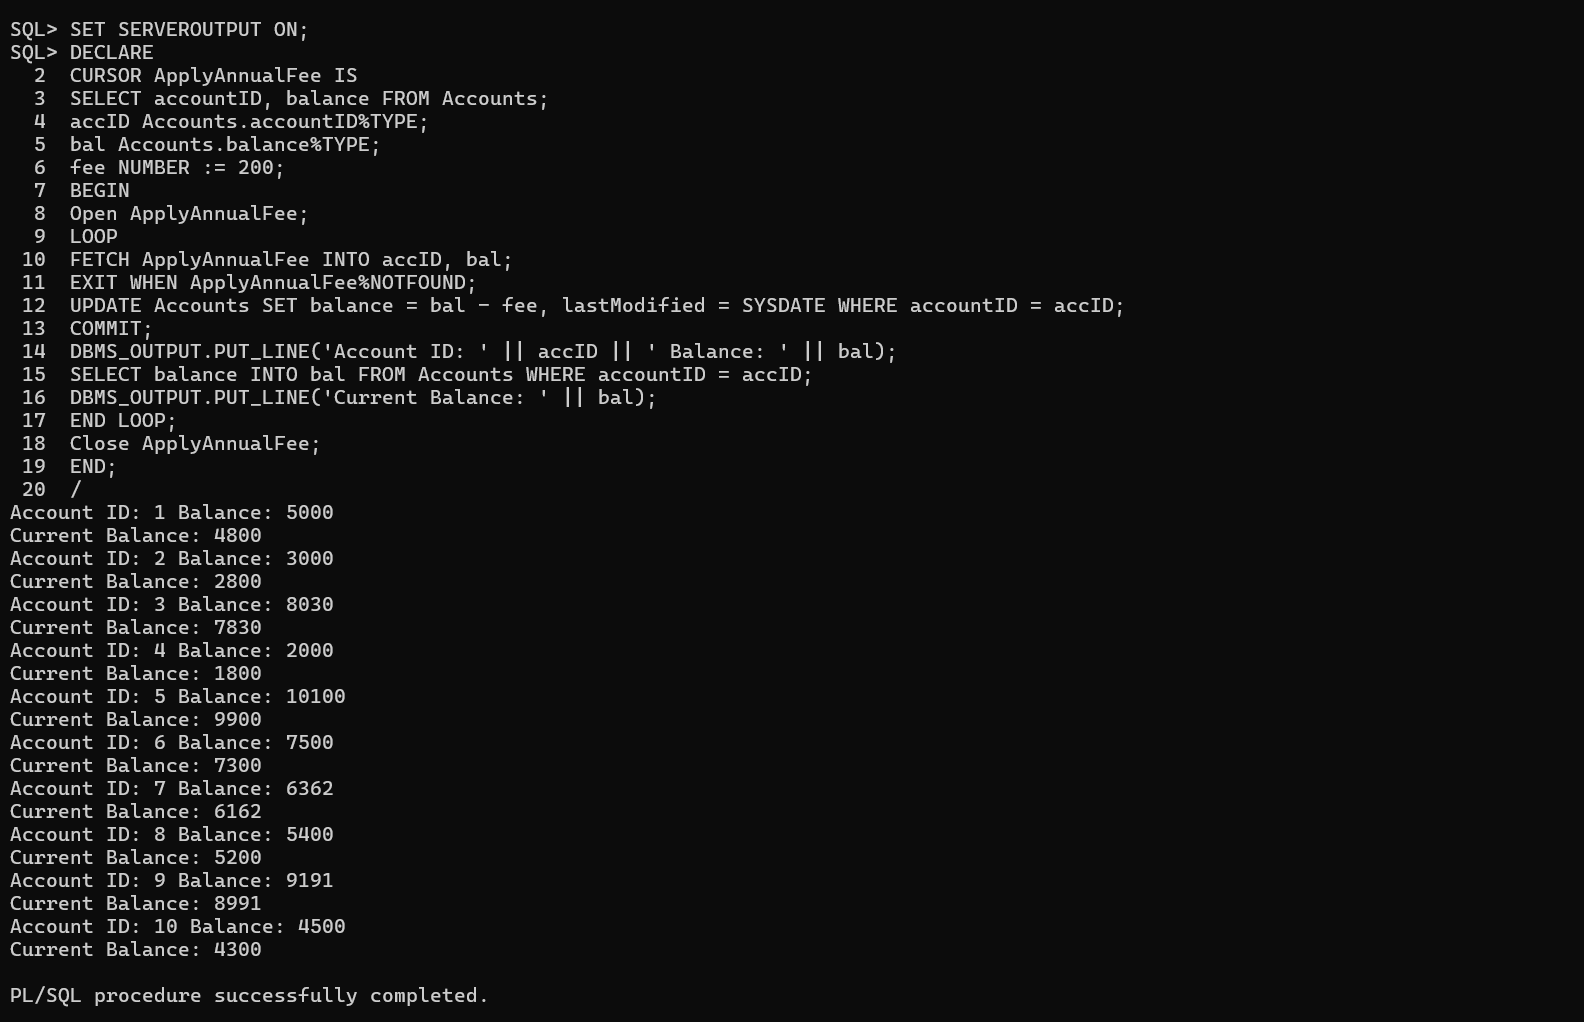 SQL> SET SERVEROUTPUT ON;
SQL> DECLARE
  2  CURSOR ApplyAnnualFee IS
  3  SELECT accountID, balance FROM Accounts;
  4  accID Accounts.accountID%TYPE;
  5  bal Accounts.balance%TYPE;
  6  fee NUMBER := 200;
  7  BEGIN
  8  Open ApplyAnnualFee;
  9  LOOP
 10  FETCH ApplyAnnualFee INTO accID, bal;
 11  EXIT WHEN ApplyAnnualFee%NOTFOUND;
 12  UPDATE Accounts SET balance = bal - fee, lastModified = SYSDATE WHERE accountID = accID;
 13  COMMIT;
 14  DBMS_OUTPUT.PUT_LINE('Account ID: ' || accID || ' Balance: ' || bal);
 15  SELECT balance INTO bal FROM Accounts WHERE accountID = accID;
 16  DBMS_OUTPUT.PUT_LINE('Current Balance: ' || bal);
 17  END LOOP;
 18  Close ApplyAnnualFee;
 19  END;
 20  /
Account ID: 1 Balance: 5000
Current Balance: 4800
Account ID: 2 Balance: 3000
Current Balance: 2800
Account ID: 3 Balance: 8030
Current Balance: 7830
Account ID: 4 Balance: 2000
Current Balance: 1800
Account ID: 5 Balance: 10100
Current Balance: 9900
Account ID: 6 Balance: 7500
Current Balance: 7300
Account ID: 7 Balance: 6362
Current Balance: 6162
Account ID: 8 Balance: 5400
Current Balance: 5200
Account ID: 9 Balance: 9191
Current Balance: 8991
Account ID: 10 Balance: 4500
Current Balance: 4300

PL/SQL procedure successfully completed.